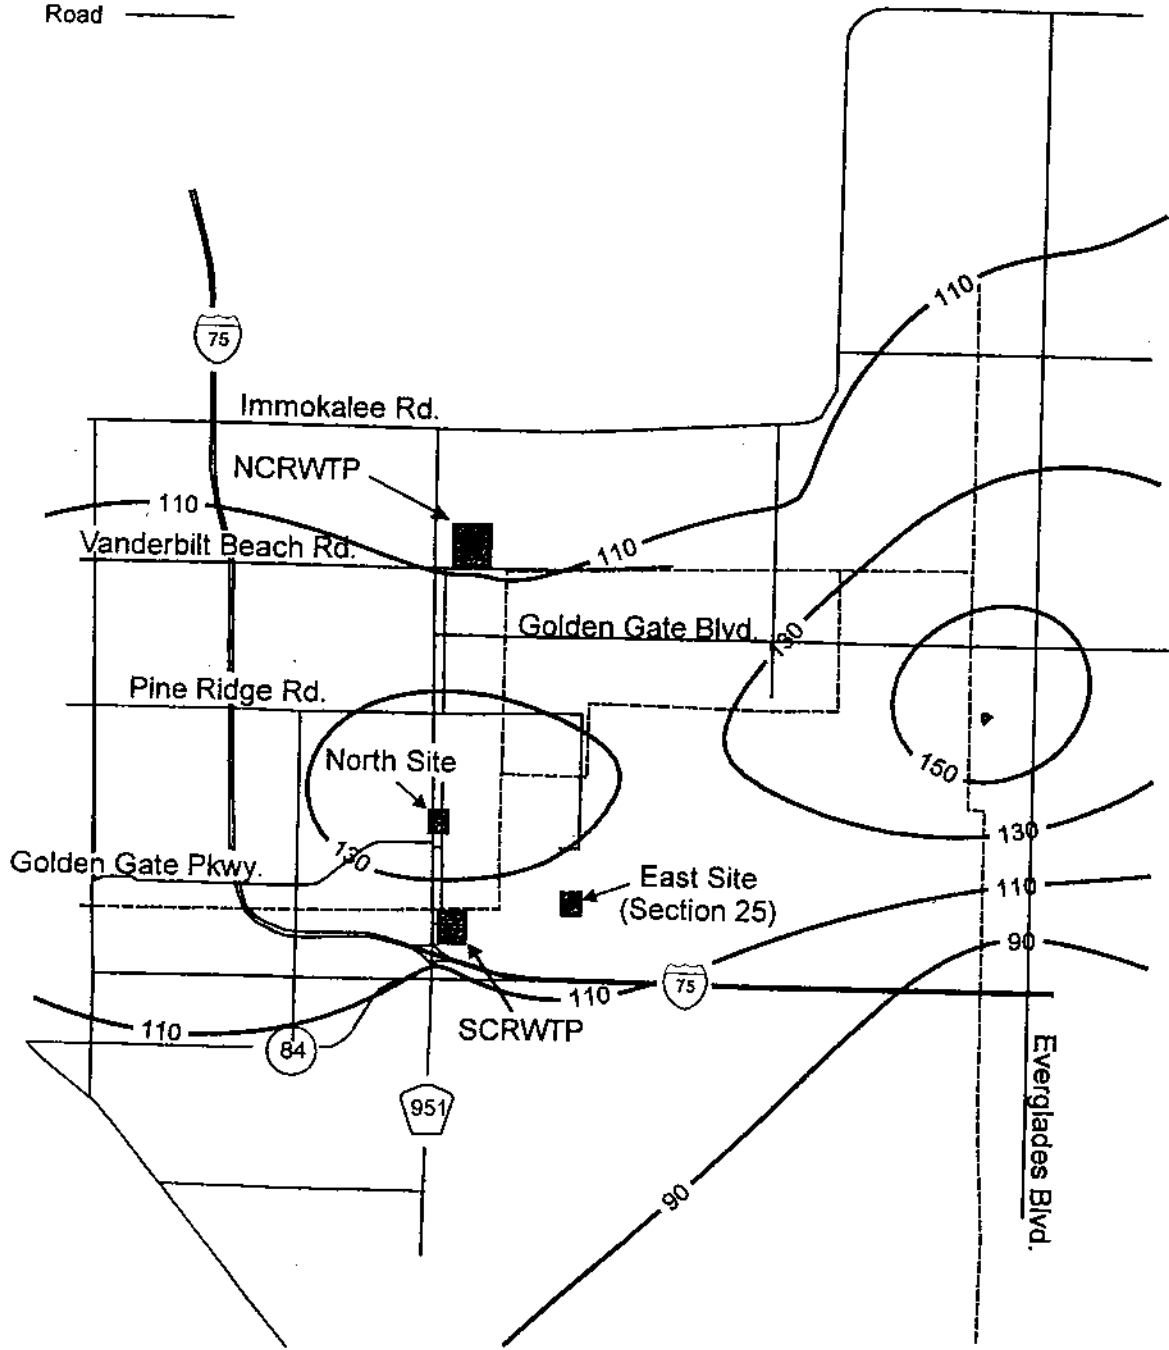 Road
110
75
Immokalee Rd.
NCRWTP
110
Vanderbilt Beach Rd.
110
Golden Gate Blvd.
130
Pine Ridge Rd.
North Site
150
130
130
Golden Gate Pkwy.
East Site
(Section 25)
110
90
75
110
110
SCRWTP
84
951
Everglades Blvd.
90